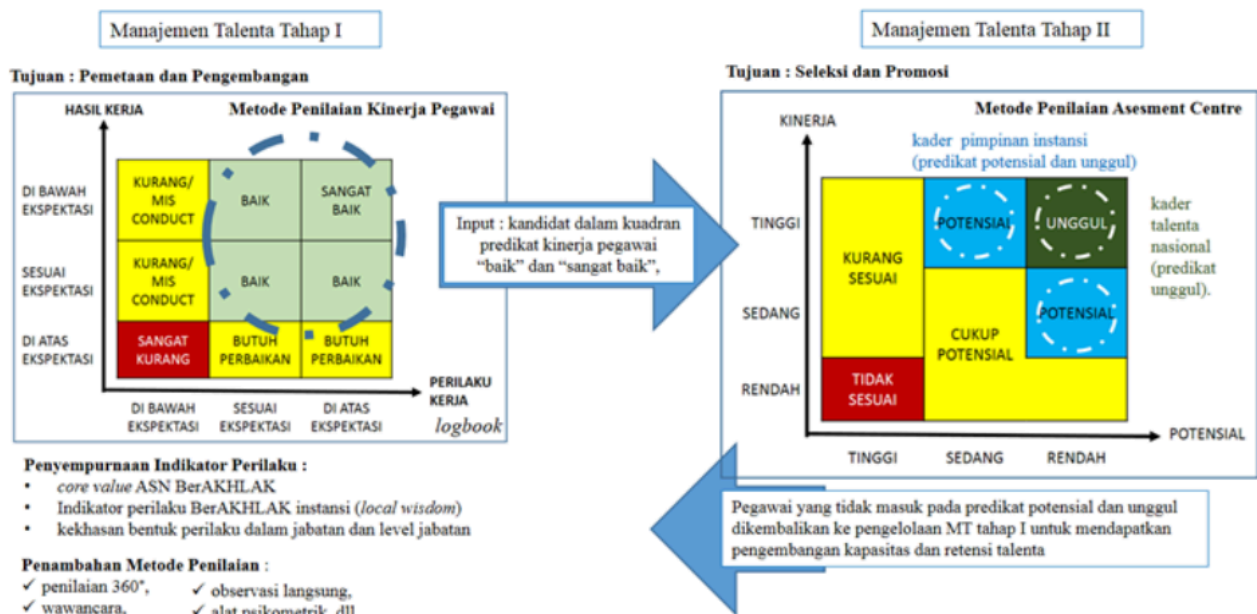 Manajemen Talenta Tahap I
Tujuan : Pemetaan dan Pengembangan
HASIL KERJA
Metode Penilaian Kinerja Pegawai
DI BAWAH
EKSPEKTASI
KURANG/
MIS
CONDUCT
BAIK
SANGAT
BAIK
SESUAI
EKSPEKTASI
KURANG/
MIS
CONDUCT
BAIK
BAIK
DI ATAS
EKSPEKTASI
SANGAT
KURANG
BUTUH
PERBAIKAN
BUTUH
PERBAIKAN
PERILAKU
KERJA
logbook
DI BAWAH
EKSPEKTASI
SESUAI
EKSPEKTASI
DI ATAS
EKSPEKTASI
Penyempurnaan Indikator Perilaku :
• core value ASN BerAKHLAK
• Indikator perilaku BerAKHLAK instansi (local wisdom)
• kekhasan bentuk perilaku dalam jabatan dan level jabatan
Penambahan Metode Penilaian :
✓ penilaian 360°,
✓ wawancara,
✓ observasi langsung,
✓ alat psikometrik, dll
Input : kandidat dalam kuadran
predikat kinerja pegawai
“baik” dan “sangat baik”,
Manajemen Talenta Tahap II
Tujuan : Seleksi dan Promosi
Metode Penilaian Asesment Centre
KINERJA
kader pimpinan instansi
(predikat potensial dan unggul)
TINGGI
KURANG
SESUAI
POTENSIAL
UNGGUL
kader
talenta
nasional
(predikat
unggul).
SEDANG
CUKUP
POTENSIAL
POTENSIAL
RENDAH
TIDAK
SESUAI
POTENSIAL
TINGGI
SEDANG
RENDAH
Pegawai yang tidak masuk pada predikat potensial dan unggul
dikembalikan ke pengelolaan MT tahap I untuk mendapatkan
pengembangan kapasitas dan retensi talenta